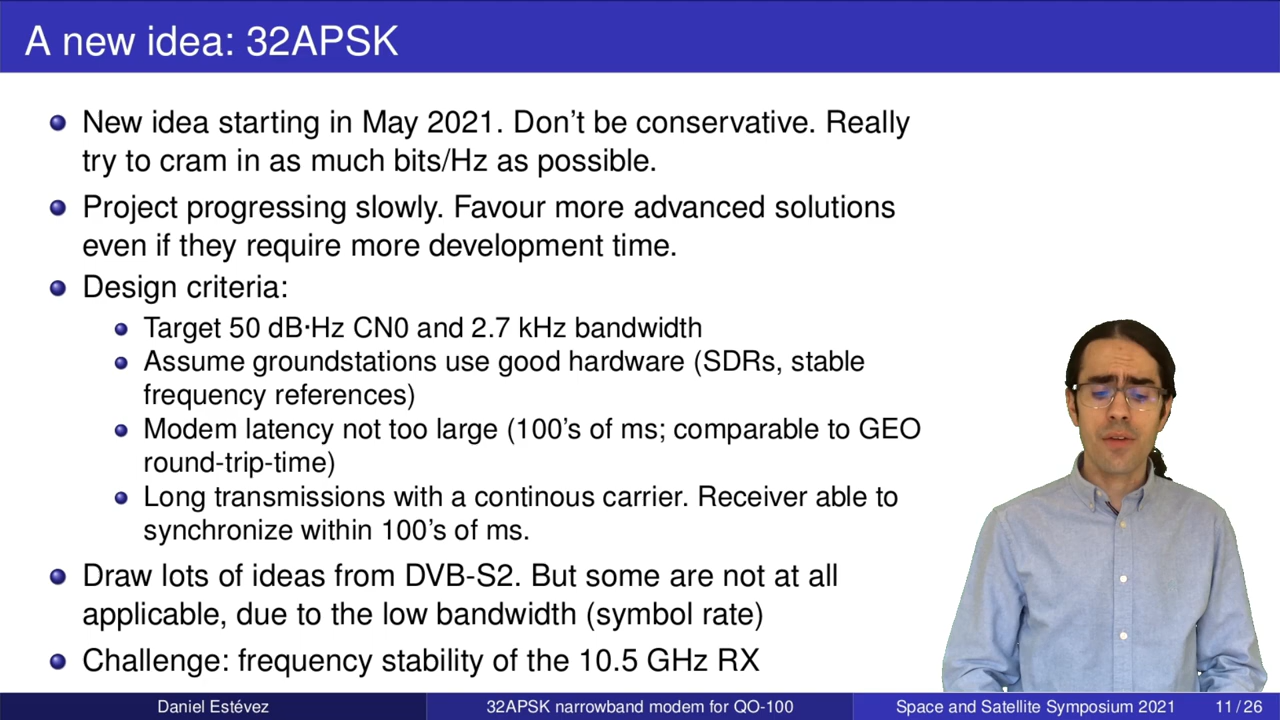 A new idea: 32APSK
New idea starting in May 2021. Don't be conservative. Really
try to cram in as much bits/Hz as possible.
Project progressing slowly. Favour more advanced solutions
even if they require more development time.
Design criteria:
Target 50 dB·Hz CN0 and 2.7 kHz bandwidth
Assume groundstations use good hardware (SDRs, stable
frequency references)
Modem latency not too large (100's of ms; comparable to GEO
round-trip-time)
Long transmissions with a continous carrier. Receiver able to
synchronize within 100's of ms.
Draw lots of ideas from DVB-S2. But some are not at all
applicable, due to the low bandwidth (symbol rate)
Challenge: frequency stability of the 10.5 GHz RX
Daniel Estévez 32APSK narrowband modem for QO-100 Space and Satellite Symposium 2021 11 / 26